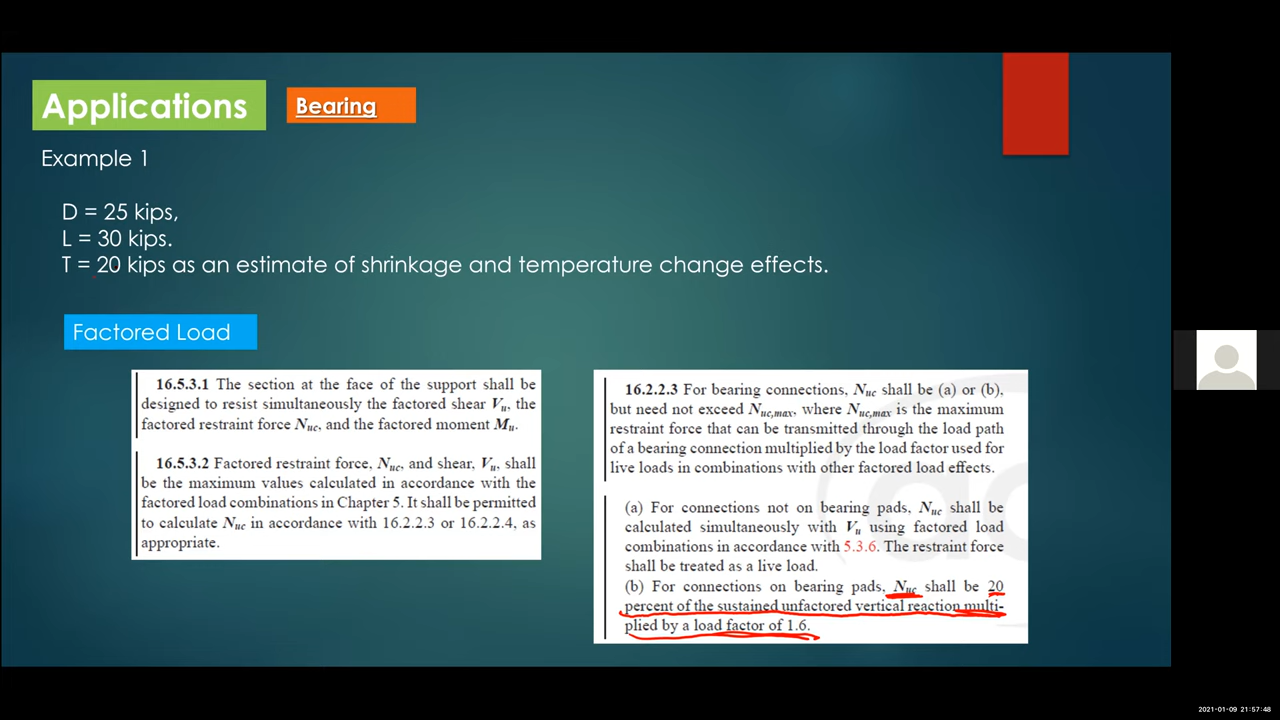 Applications
Bearing
Example 1
D = 25 kips,
L = 30 kips.
T = 20 kips as an estimate of shrinkage and temperature change effects.
Factored Load
16.5.3.1 The section at the face of the support shall be
designed to resist simultaneously the factored shear Vu, the
factored restraint force Nuc, and the factored moment Mu.
16.5.3.2 Factored restraint force, Nuc, and shear, Vu, shall
be the maximum values calculated in accordance with the
factored load combinations in Chapter 5. It shall be permitted
to calculate Nuc in accordance with 16.2.2.3 or 16.2.2.4, as
appropriate.
16.2.2.3 For bearing connections, Nuc shall be (a) or (b),
but need not exceed Nuc,max, where Nuc,max is the maximum
restraint force that can be transmitted through the load path
of a bearing connection multiplied by the load factor used for
live loads in combinations with other factored load effects.
(a) For connections not on bearing pads, Nuc shall be
calculated simultaneously with Vu using factored load
combinations in accordance with 5.3.6. The restraint force
shall be treated as a live load.
(b) For connections on bearing pads, Nuc shall be 20
percent of the sustained unfactored vertical reaction multi-
plied by a load factor of 1.6.
2021-01-09 21:57:48